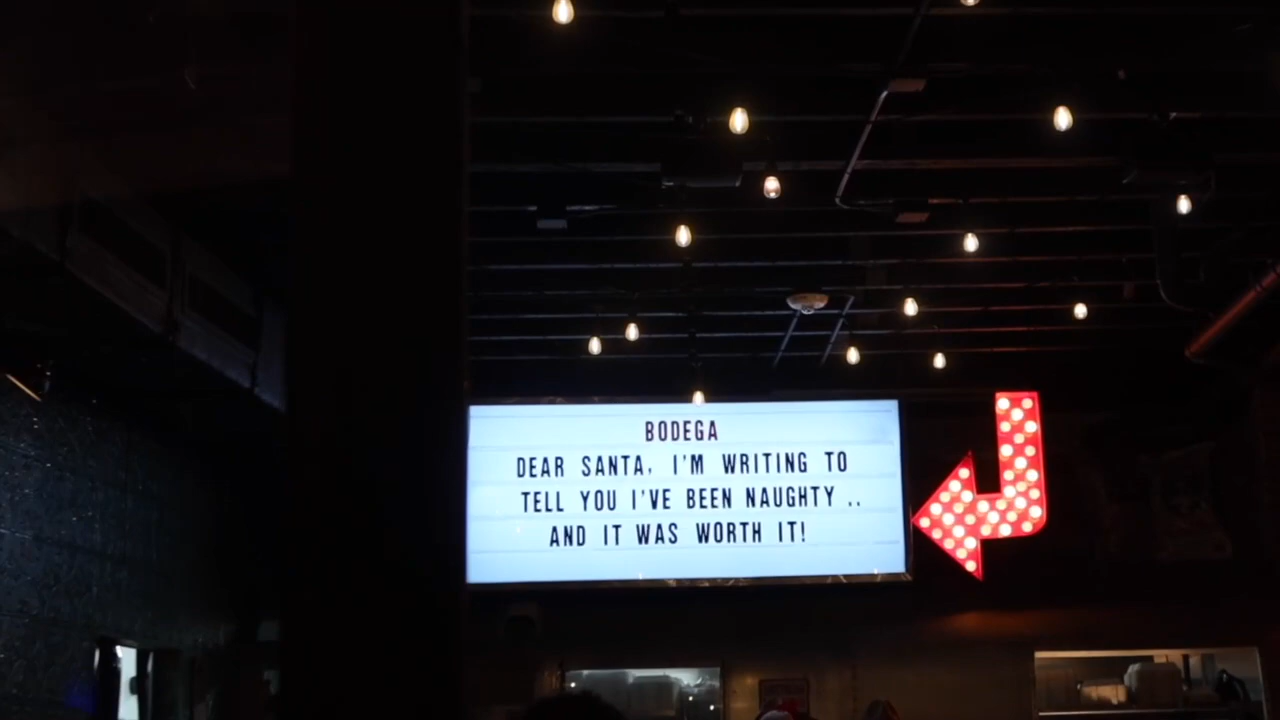 BODEGA
DEAR SANTA, I'M WRITING TO
TELL YOU I'VE BEEN NAUGHTY ..
AND IT WAS WORTH IT!